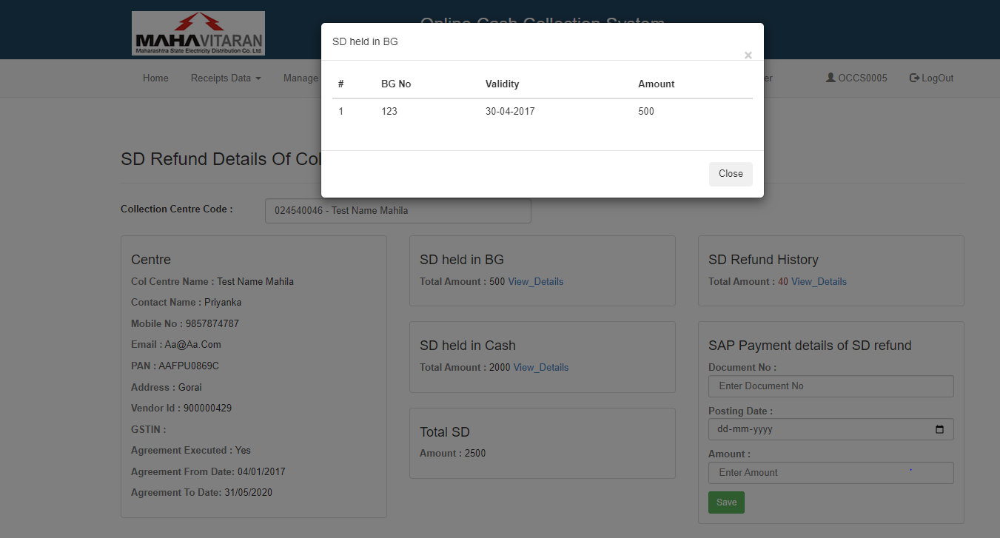 MAHAVITARAN
Maharashtra State Electricity Distribution Co. Ltd.
Online Cash Collection System
Home Receipts Data Manage er OCCS0005 LogOut
SD held in BG
×
# BG No Validity Amount
1 123 30-04-2017 500
Close
SD Refund Details Of Col
Collection Centre Code : 024540046 - Test Name Mahila
Centre
Col Centre Name : Test Name Mahila
Contact Name : Priyanka
Mobile No : 9857874787
Email : Aa@Aa.Com
PAN : AAFPU0869C
Address : Gorai
Vendor Id : 900000429
GSTIN :
Agreement Executed : Yes
Agreement From Date: 04/01/2017
Agreement To Date: 31/05/2020
SD held in BG
Total Amount : 500 View_Details
SD held in Cash
Total Amount : 2000 View_Details
Total SD
Amount : 2500
SD Refund History
Total Amount : 40 View_Details
SAP Payment details of SD refund
Document No :
Enter Document No
Posting Date :
dd-mm-yyyy
Amount :
Enter Amount
Save